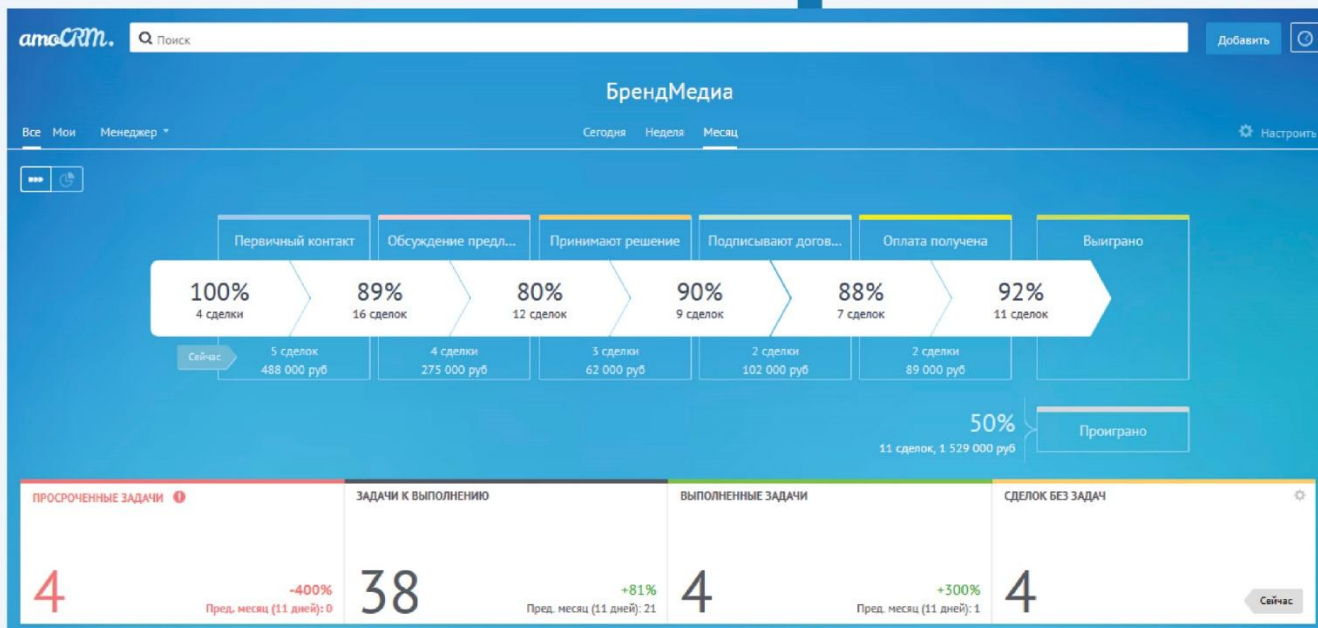 amoCRM.
Поиск
Добавить
БрендМедиа
Все Мои Менеджер
Сегодня Неделя Месяц
Настроить
Первичный контакт Обсуждение предл... Принимают решение Подписывают догов... Оплата получена Выиграно
100% 89% 80% 90% 88% 92%
4 сделки 16 сделок 12 сделок 9 сделок 7 сделок 11 сделок
Сейчас
5 сделок 4 сделки 3 сделки 2 сделки 2 сделки
488 000 руб 275 000 руб 62 000 руб 102 000 руб 89 000 руб
50%
11 сделок, 1 529 000 руб
Проиграно
ПРОСРОЧЕННЫЕ ЗАДАЧИ
4
-400%
Пред. месяц (11 дней): 0
ЗАДАЧИ К ВЫПОЛНЕНИЮ
38
+81%
Пред. месяц (11 дней): 21
ВЫПОЛНЕННЫЕ ЗАДАЧИ
4
+300%
Пред. месяц (11 дней): 1
СДЕЛОК БЕЗ ЗАДАЧ
4
Сейчас